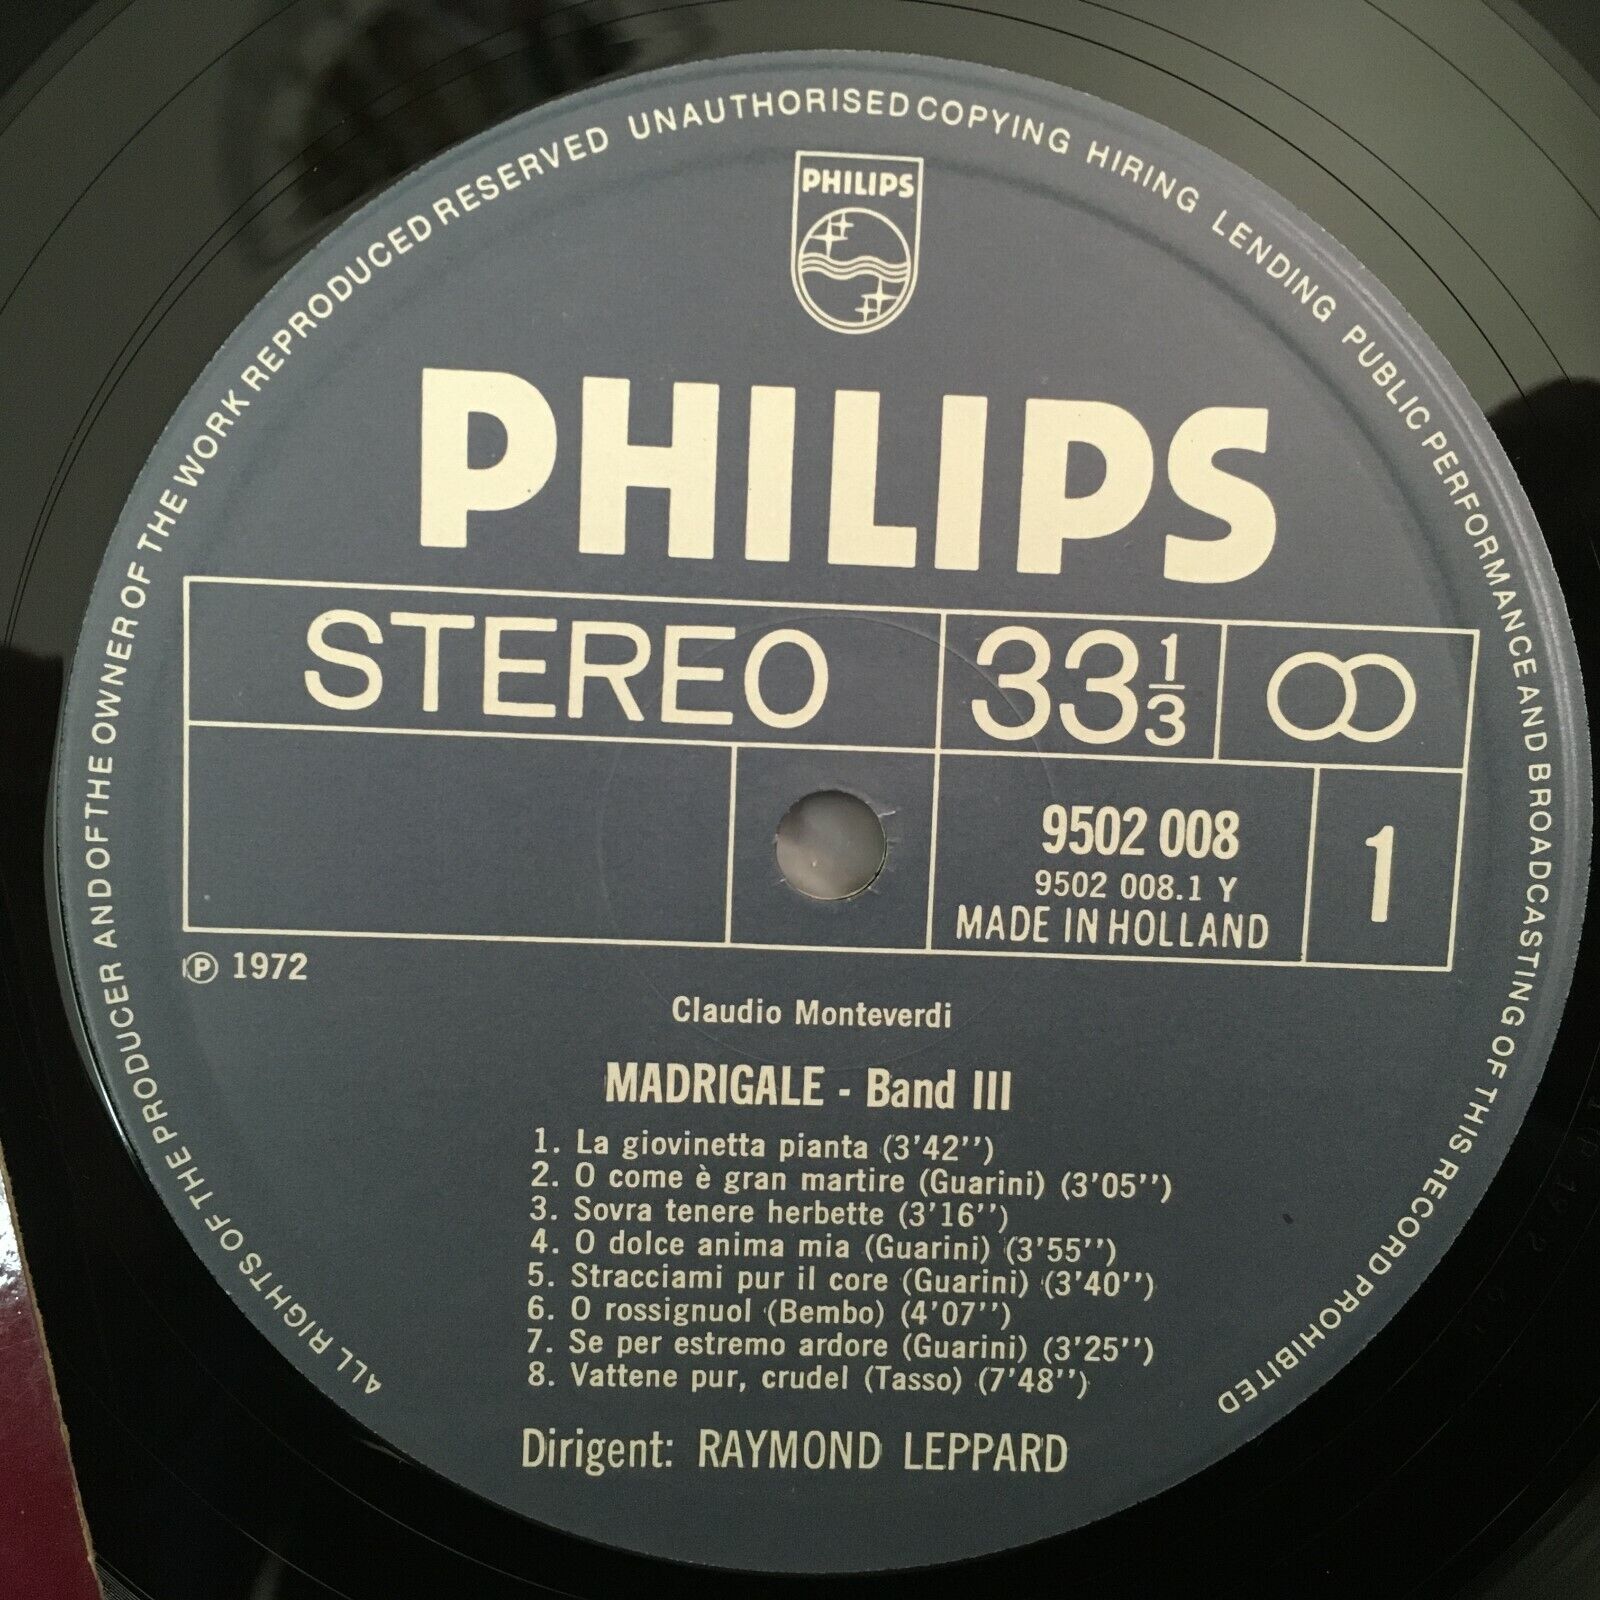 ALL RIGHTS OF THE PRODUCER AND OF THE OWNER OF THE WORK REPRODUCED RESERVED UNAUTHORISED COPYING HIRING LENDING PUBLIC PERFORMANCE AND BROADCASTING OF THIS RECORD PROHIBITED
PHILIPS
PHILIPS
STEREO 33 1/3
9502 008 1
9502 008.1 Y
MADE IN HOLLAND
Ⓟ 1972
Claudio Monteverdi
MADRIGALE - Band III
1. La giovinetta pianta (3'42'')
2. O come è gran martire (Guarini) (3'05'')
3. Sovra tenere herbette (3'16'')
4. O dolce anima mia (Guarini) (3'55'')
5. Stracciami pur il core (Guarini) (3'40'')
6. O rossignuol (Bembo) (4'07'')
7. Se per estremo ardore (Guarini) (3'25'')
8. Vattene pur, crudel (Tasso) (7'48'')
Dirigent: RAYMOND LEPPARD